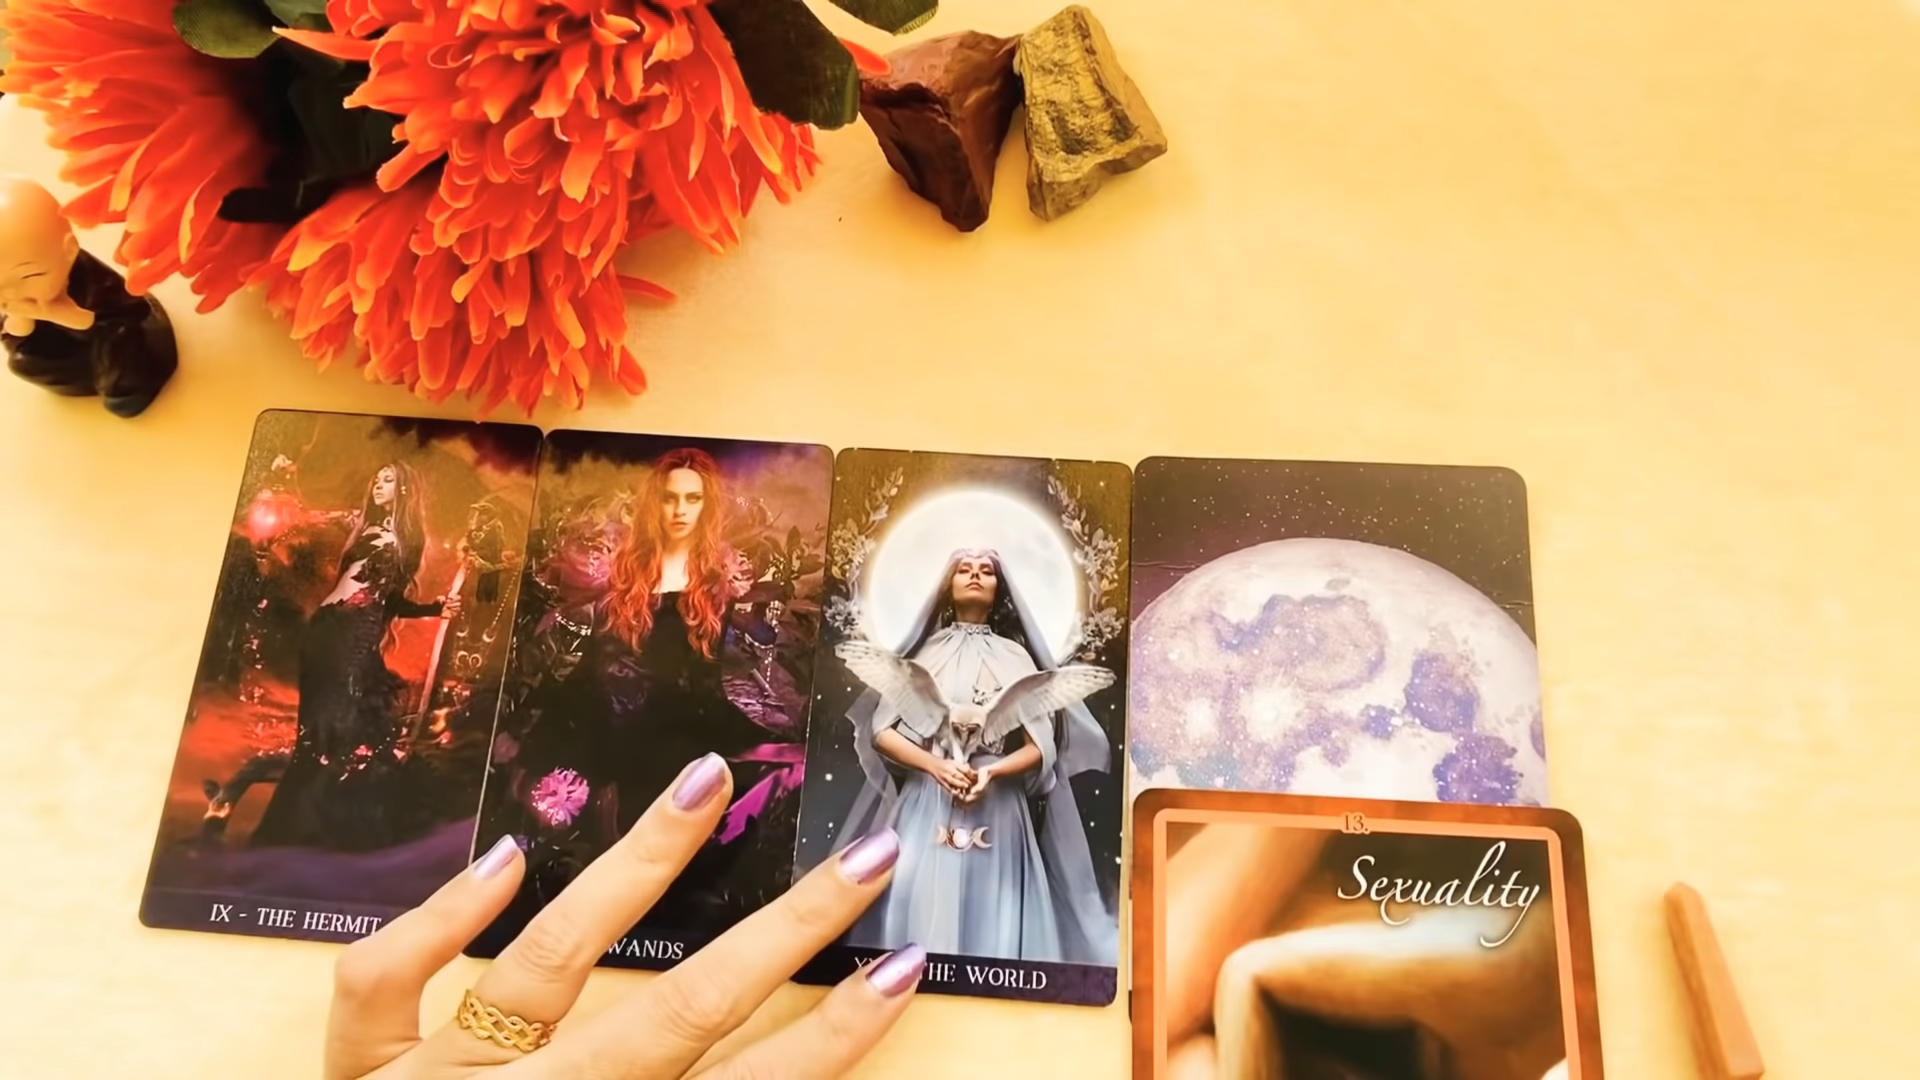 IX - THE HERMIT
WANDS
THE WORLD
13.
Sexuality